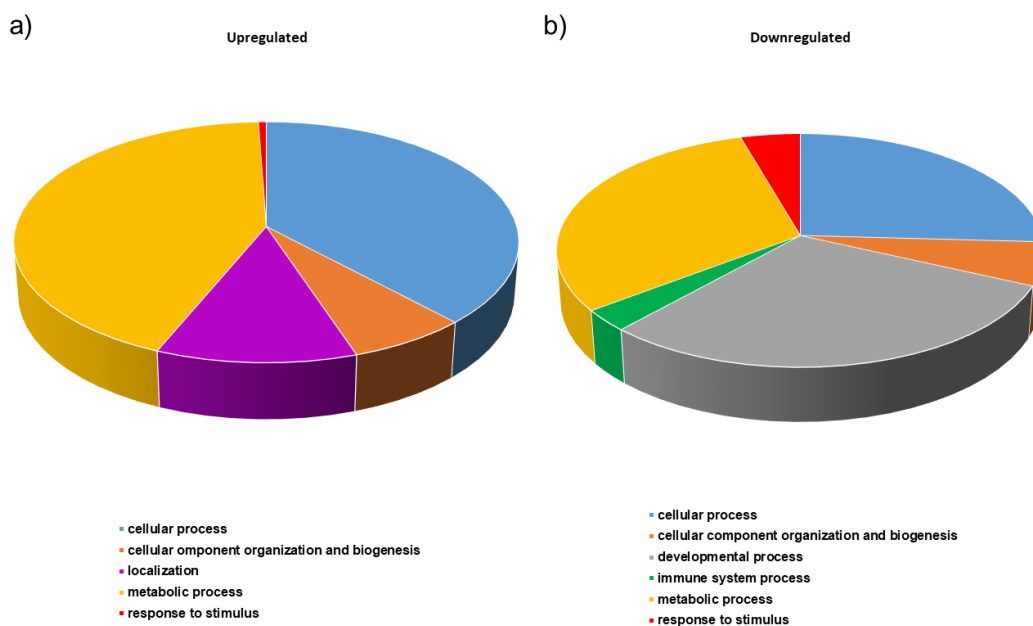 a)
Upregulated
cellular process
cellular omponent organization and biogenesis
localization
metabolic process
response to stimulus
b)
Downregulated
cellular process
cellular component organization and biogenesis
developmental process
immune system process
metabolic process
response to stimulus